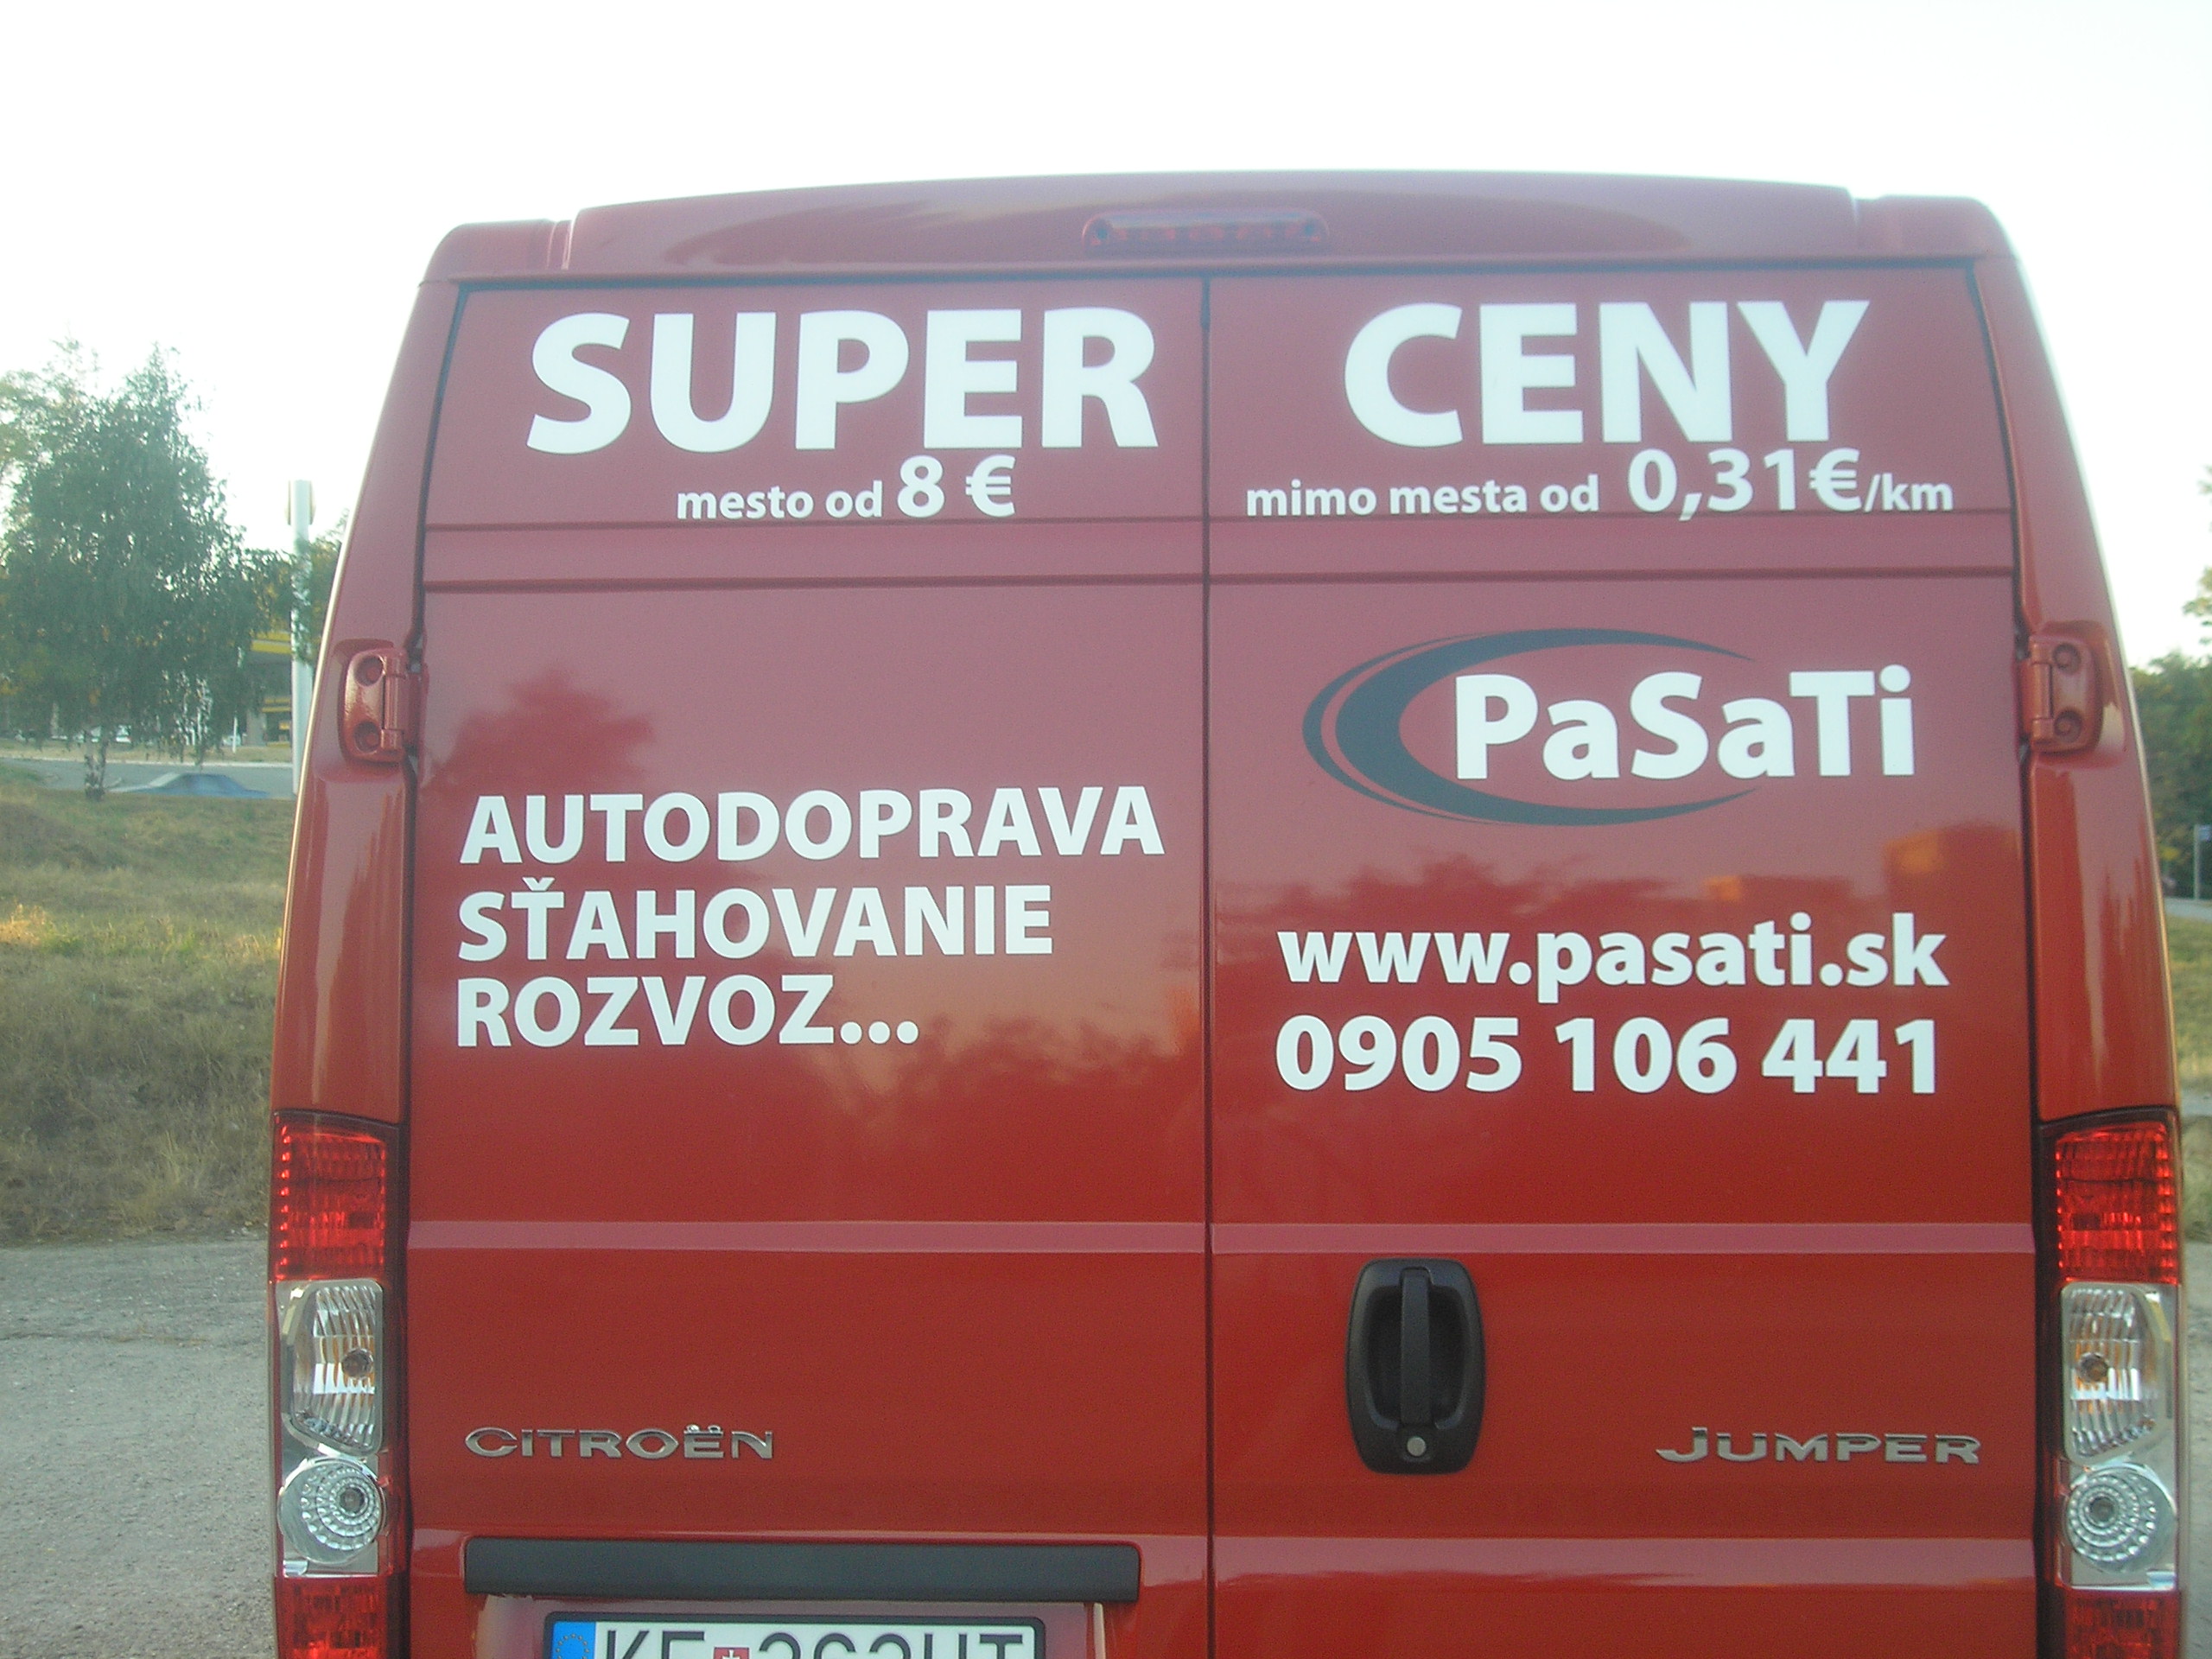 SUPER CENY
mesto od 8 €
mimo mesta od 0,31€/km
PaSaTi
AUTODOPRAVA
SŤAHOVANIE
ROZVOZ...
www.pasati.sk
0905 106 441
CITROËN
JUMPER